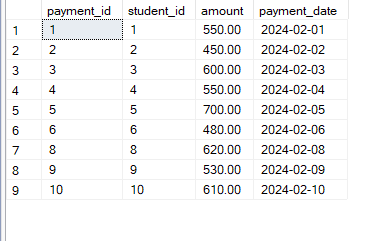 payment_id student_id amount payment_date
1 1 1 550.00 2024-02-01
2 2 2 450.00 2024-02-02
3 3 3 600.00 2024-02-03
4 4 4 550.00 2024-02-04
5 5 5 700.00 2024-02-05
6 6 6 480.00 2024-02-06
7 8 8 620.00 2024-02-08
8 9 9 530.00 2024-02-09
9 10 10 610.00 2024-02-10